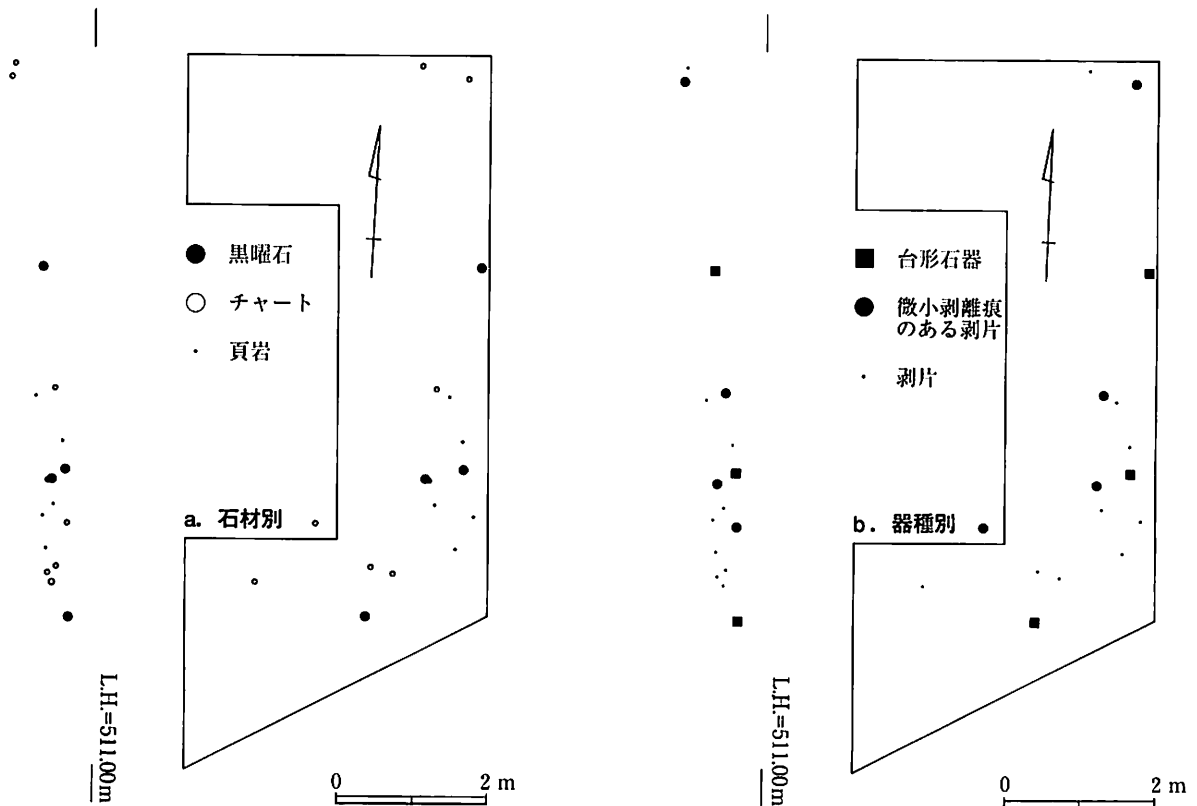 黒曜石
チャート
頁岩
a. 石材別
L.H.=511.00m
0 2 m
台形石器
微小剥離痕
のある剥片
剥片
b. 器種別
L.H.=511.00m
0 2 m